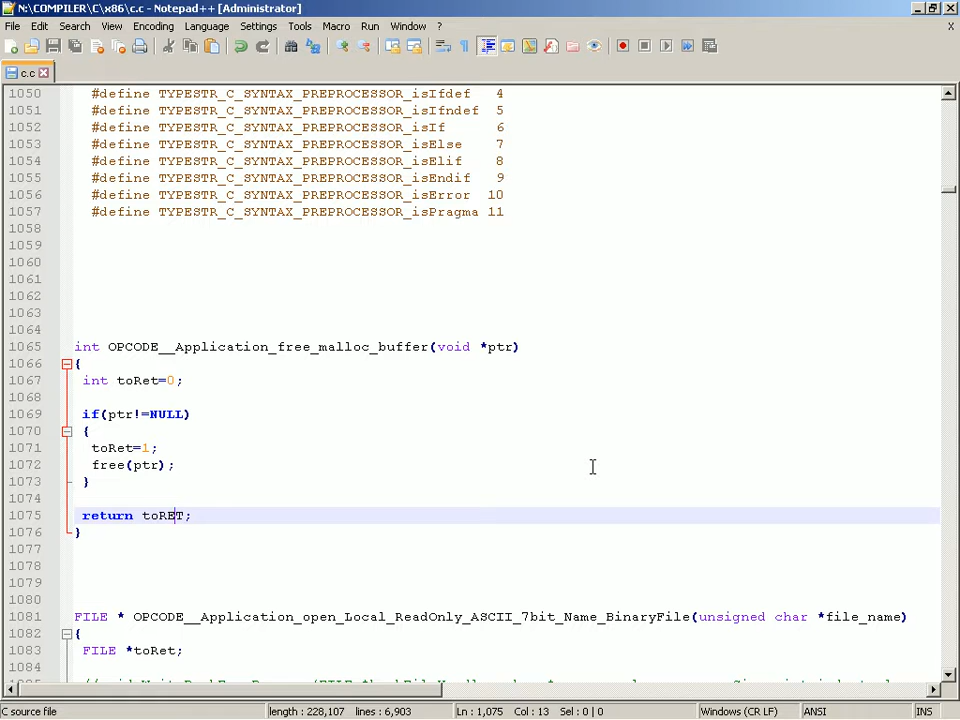 N:\COMPILER\C\x86\c.c - Notepad++ [Administrator]
File Edit Search View Encoding Language Settings Tools Macro Run Window ? X
c.c
1050 #define TYPESTR_C_SYNTAX_PREPROCESSOR_isIfdef 4
1051 #define TYPESTR_C_SYNTAX_PREPROCESSOR_isIfndef 5
1052 #define TYPESTR_C_SYNTAX_PREPROCESSOR_isIf 6
1053 #define TYPESTR_C_SYNTAX_PREPROCESSOR_isElse 7
1054 #define TYPESTR_C_SYNTAX_PREPROCESSOR_isElif 8
1055 #define TYPESTR_C_SYNTAX_PREPROCESSOR_isEndif 9
1056 #define TYPESTR_C_SYNTAX_PREPROCESSOR_isError 10
1057 #define TYPESTR_C_SYNTAX_PREPROCESSOR_isPragma 11
1058
1059
1060
1061
1062
1063
1064
1065 int OPCODE__Application_free_malloc_buffer(void *ptr)
1066 {
1067 int toRet=0;
1068
1069 if(ptr!=NULL)
1070 {
1071 toRet=1;
1072 free(ptr);
1073 }
1074
1075 return toRET;
1076 }
1077
1078
1079
1080
1081 FILE * OPCODE__Application_open_Local_ReadOnly_ASCII_7bit_Name_BinaryFile(unsigned char *file_name)
1082 {
1083 FILE *toRet;
1084
C source file length : 228,107 lines : 6,903 Ln : 1,075 Col : 13 Sel : 0 | 0 Windows (CR LF) ANSI INS